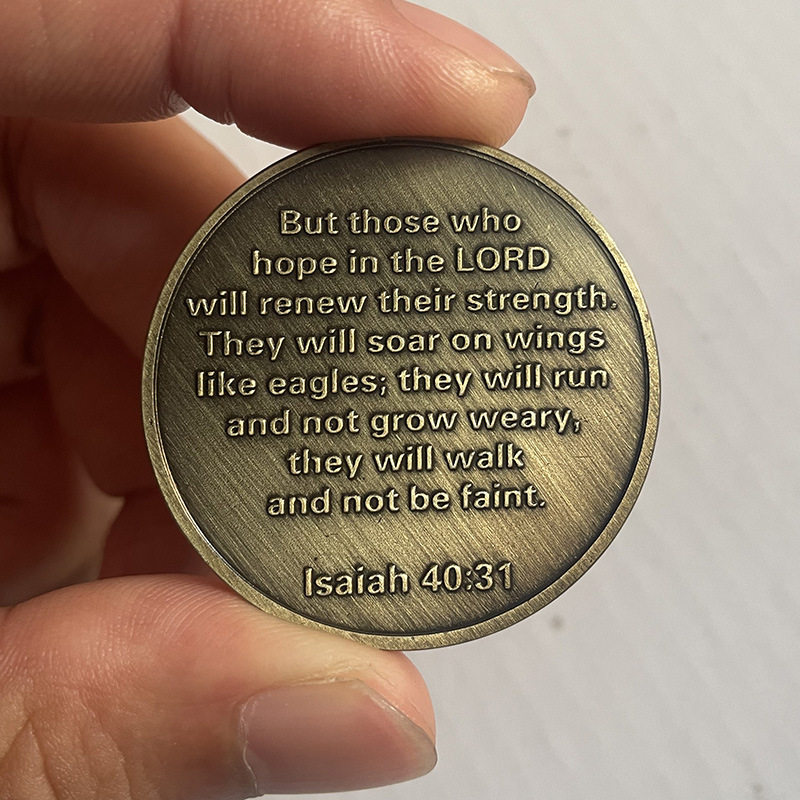 But those who
hope in the LORD
will renew their strength.
They will soar on wings
like eagles; they will run
and not grow weary,
they will walk
and not be faint.
Isaiah 40:31